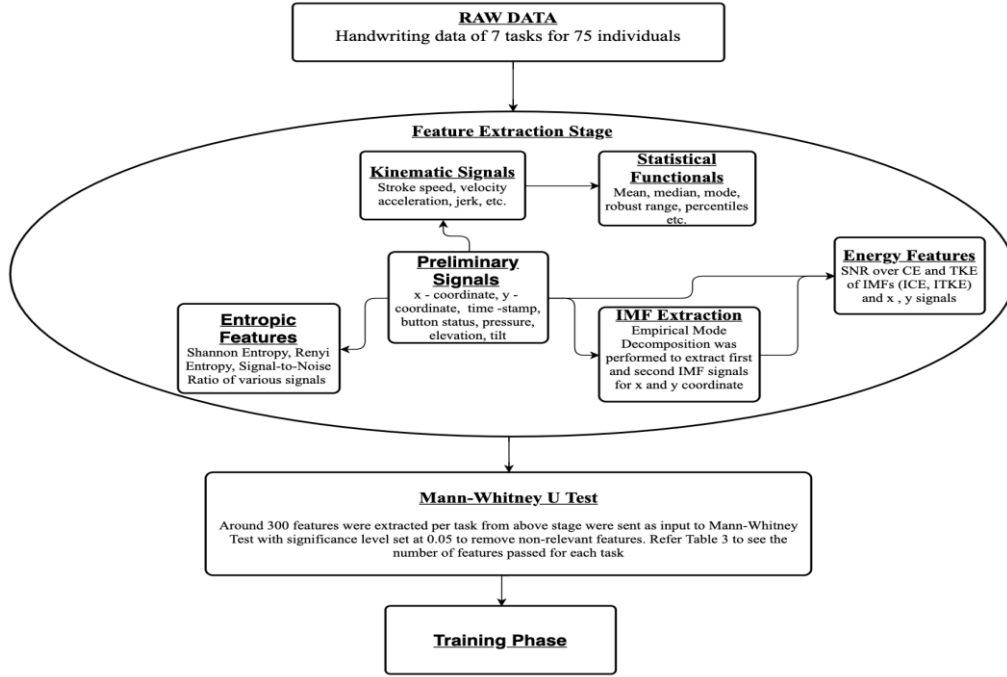 RAW DATA
Handwriting data of 7 tasks for 75 individuals
Feature Extraction Stage
Kinematic Signals
Stroke speed, velocity
acceleration, jerk, etc.
Statistical
Functionals
Mean, median, mode,
robust range, percentiles
etc.
Preliminary
Signals
x - coordinate, y -
coordinate, time -stamp,
button status, pressure,
elevation, tilt
Energy Features
SNR over CE and TKE
of IMFs (ICE, ITKE)
and x , y signals
Entropic
Features
Shannon Entropy, Renyi
Entropy, Signal-to-Noise
Ratio of various signals
IMF Extraction
Empirical Mode
Decomposition was
performed to extract first
and second IMF signals
for x and y coordinate
Mann-Whitney U Test
Around 300 features were extracted per task from above stage were sent as input to Mann-Whitney
Test with significance level set at 0.05 to remove non-relevant features. Refer Table 3 to see the
number of features passed for each task
Training Phase